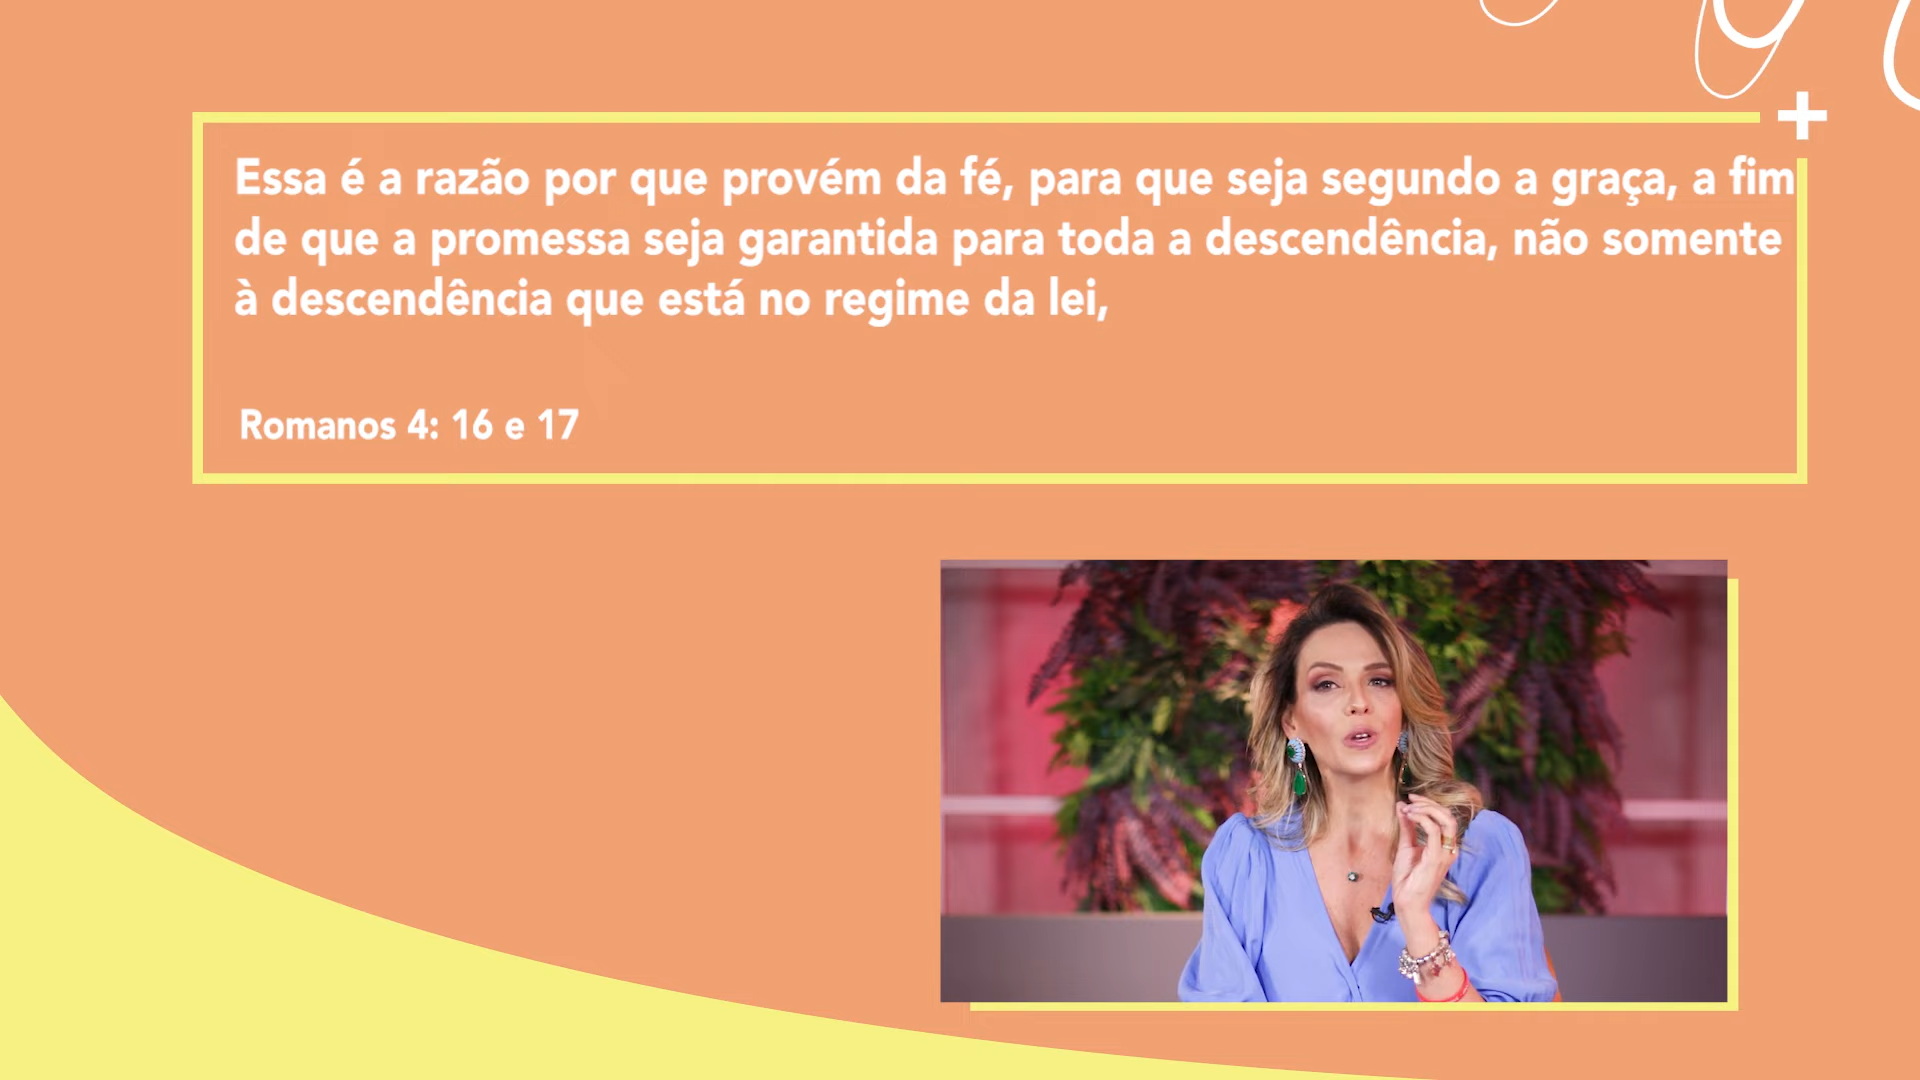 Essa é a razão por que provém da fé, para que seja segundo a graça, a fim
de que a promessa seja garantida para toda a descendência, não somente
à descendência que está no regime da lei,
Romanos 4: 16 e 17